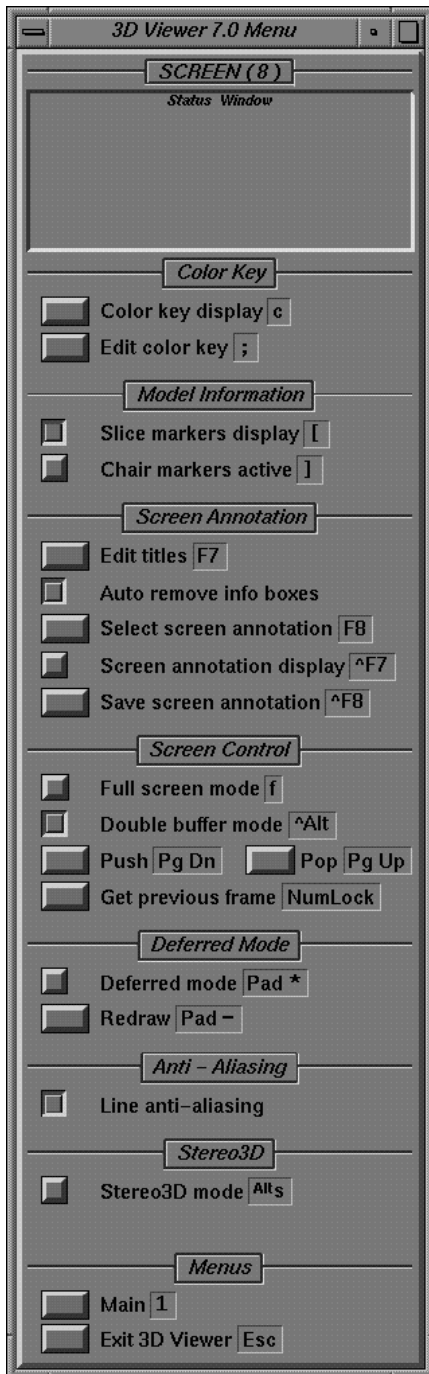 3D Viewer 7.0 Menu
SCREEN ( 8 )
Status Window
Color Key
Color key display c
Edit color key ;
Model Information
Slice markers display [
Chair markers active ]
Screen Annotation
Edit titles F7
Auto remove info boxes
Select screen annotation F8
Screen annotation display ^F7
Save screen annotation ^F8
Screen Control
Full screen mode f
Double buffer mode ^Alt
Push Pg Dn Pop Pg Up
Get previous frame NumLock
Deferred Mode
Deferred mode Pad *
Redraw Pad –
Anti – Aliasing
Line anti–aliasing
Stereo3D
Stereo3D mode Alts
Menus
Main 1
Exit 3D Viewer Esc